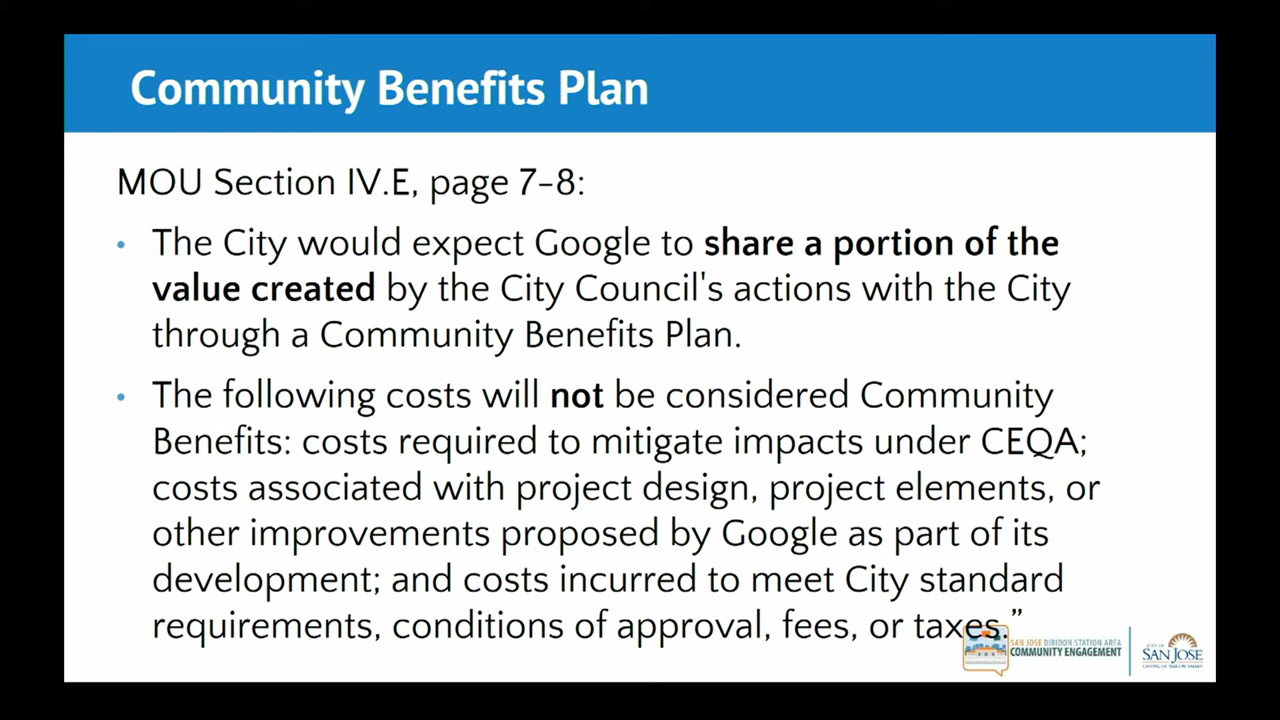 Community Benefits Plan
MOU Section IV.E, page 7-8:
• The City would expect Google to share a portion of the
value created by the City Council's actions with the City
through a Community Benefits Plan.
• The following costs will not be considered Community
Benefits: costs required to mitigate impacts under CEQA;
costs associated with project design, project elements, or
other improvements proposed by Google as part of its
development; and costs incurred to meet City standard
requirements, conditions of approval, fees, or taxes.”
SAN JOSE DIRIDON STATION AREA
COMMUNITY ENGAGEMENT
CITY OF
SAN JOSE
CAPITAL OF SILICON VALLEY